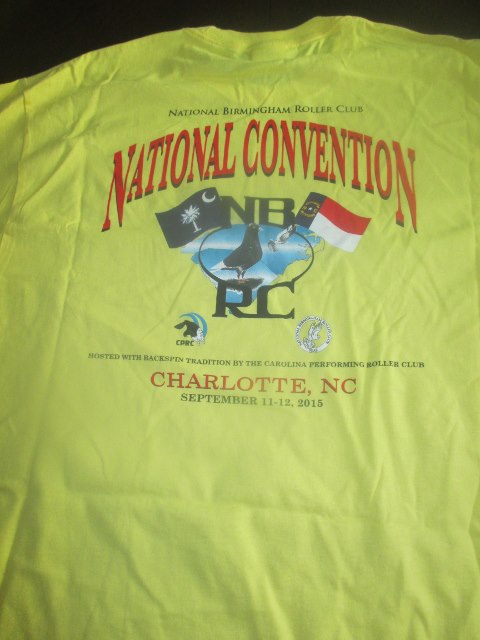 NATIONAL BIRMINGHAM ROLLER CLUB
NATIONAL CONVENTION
NB
RC
CPRC
HOSTED WITH BACKSPIN TRADITION BY THE CAROLINA PERFORMING ROLLER CLUB
CHARLOTTE, NC
SEPTEMBER 11-12, 2015